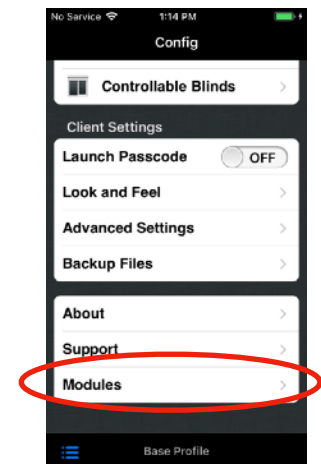 No Service 1:14 PM
Config
Controllable Blinds
Client Settings
Launch Passcode OFF
Look and Feel
Advanced Settings
Backup Files
About
Support
Modules
Base Profile